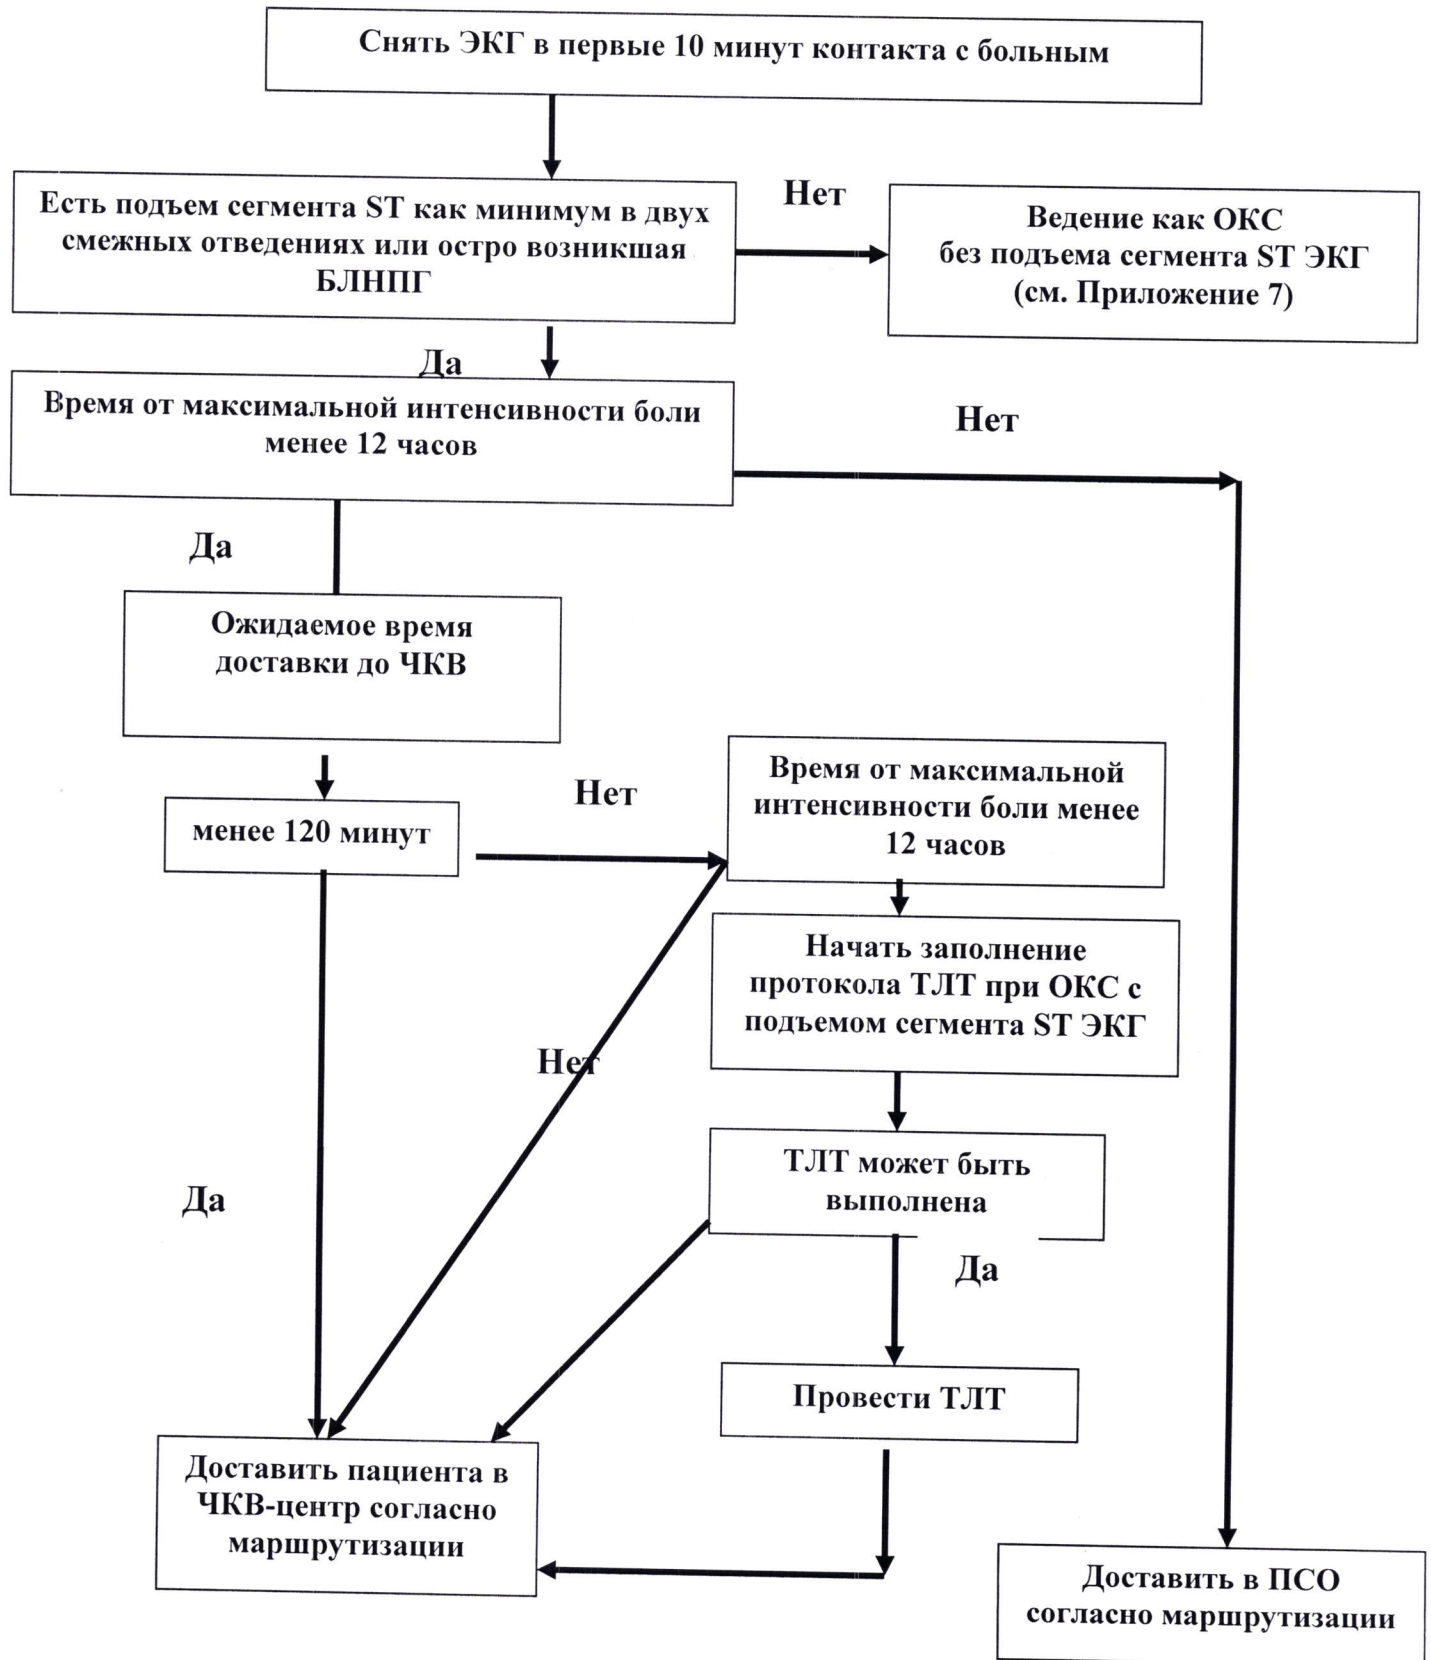 Снять ЭКГ в первые 10 минут контакта с больным
Есть подъем сегмента ST как минимум в двух
смежных отведениях или остро возникшая
БЛНПГ
Нет
Ведение как ОКС
без подъема сегмента ST ЭКГ
(см. Приложение 7)
Да
Время от максимальной интенсивности боли
менее 12 часов
Нет
Да
Ожидаемое время
доставки до ЧКВ
менее 120 минут
Нет
Время от максимальной
интенсивности боли менее
12 часов
Начать заполнение
протокола ТЛТ при ОКС с
подъемом сегмента ST ЭКГ
Нет
ТЛТ может быть
выполнена
Да
Да
Провести ТЛТ
Доставить пациента в
ЧКВ-центр согласно
маршрутизации
Доставить в ПСО
согласно маршрутизации